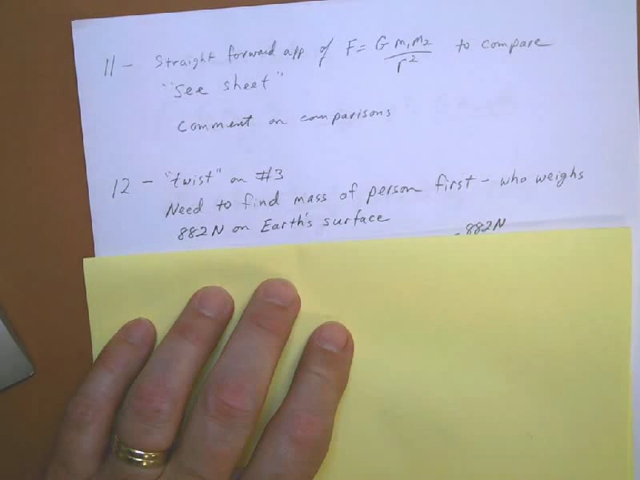 11 - Straight forward app of F = G m₁m₂ / r² to compare
"see sheet"
Comment on comparisons
12 - "twist" on #3
Need to find mass of person first - who weighs
882N on Earth's surface
882N